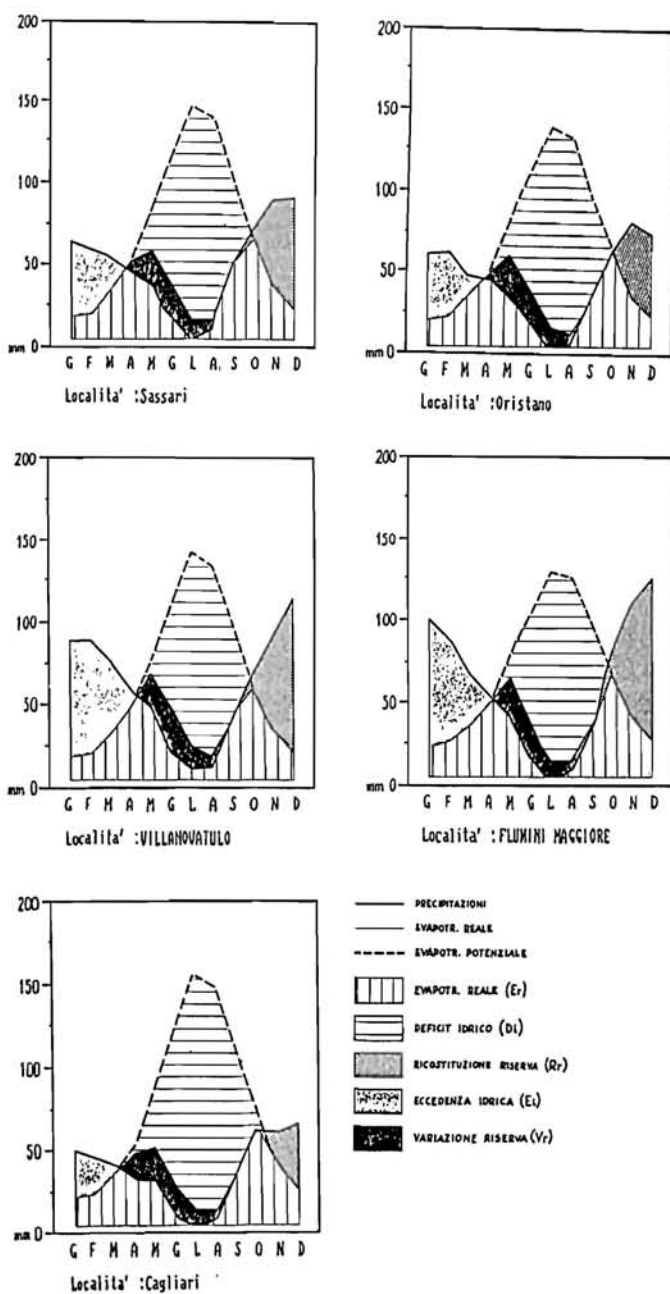 200
150
100
50
mm 0
G F M A M G L A S O N D
Localita' :Sassari
200
150
100
50
0
G F M A M G L A S O N D
Localita' :Oristano
200
150
100
50
mm 0
G F M A M G L A S O N D
Localita' :VILLANOVATULO
200
150
100
50
mm 0
G F M A M G L A S O N D
Localita' :FLUMINI MAGGIORE
200
150
100
50
mm 0
G F M A M G L A S O N D
Localita' :Cagliari
PRECIPITAZIONI
EVAPOTR. REALE
EVAPOTR. POTENZIALE
EVAPOTR. REALE (Er)
DEFICIT IDRICO (Di)
RICOSTITUZIONE RISERVA (Rr)
ECCEDENZA IDRICA (Ei)
VARIAZIONE RISERVA (Vr)